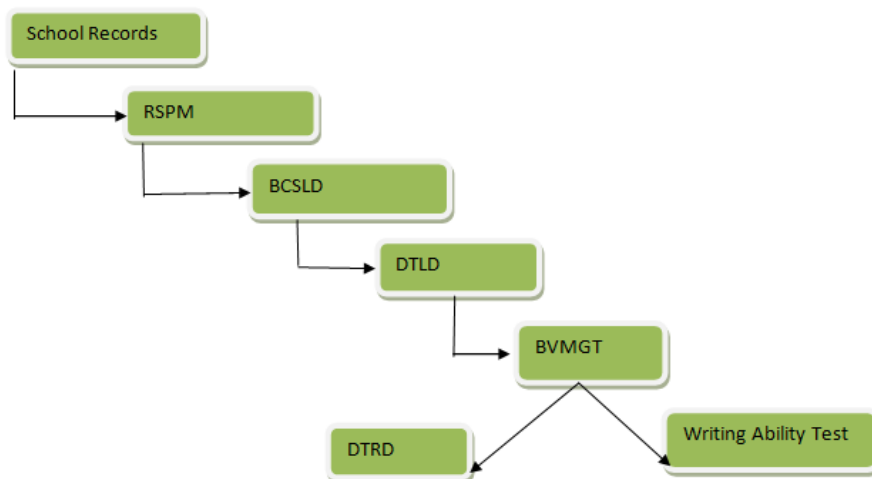 School Records
RSPM
BCSLD
DTLD
BVMGT
DTRD
Writing Ability Test